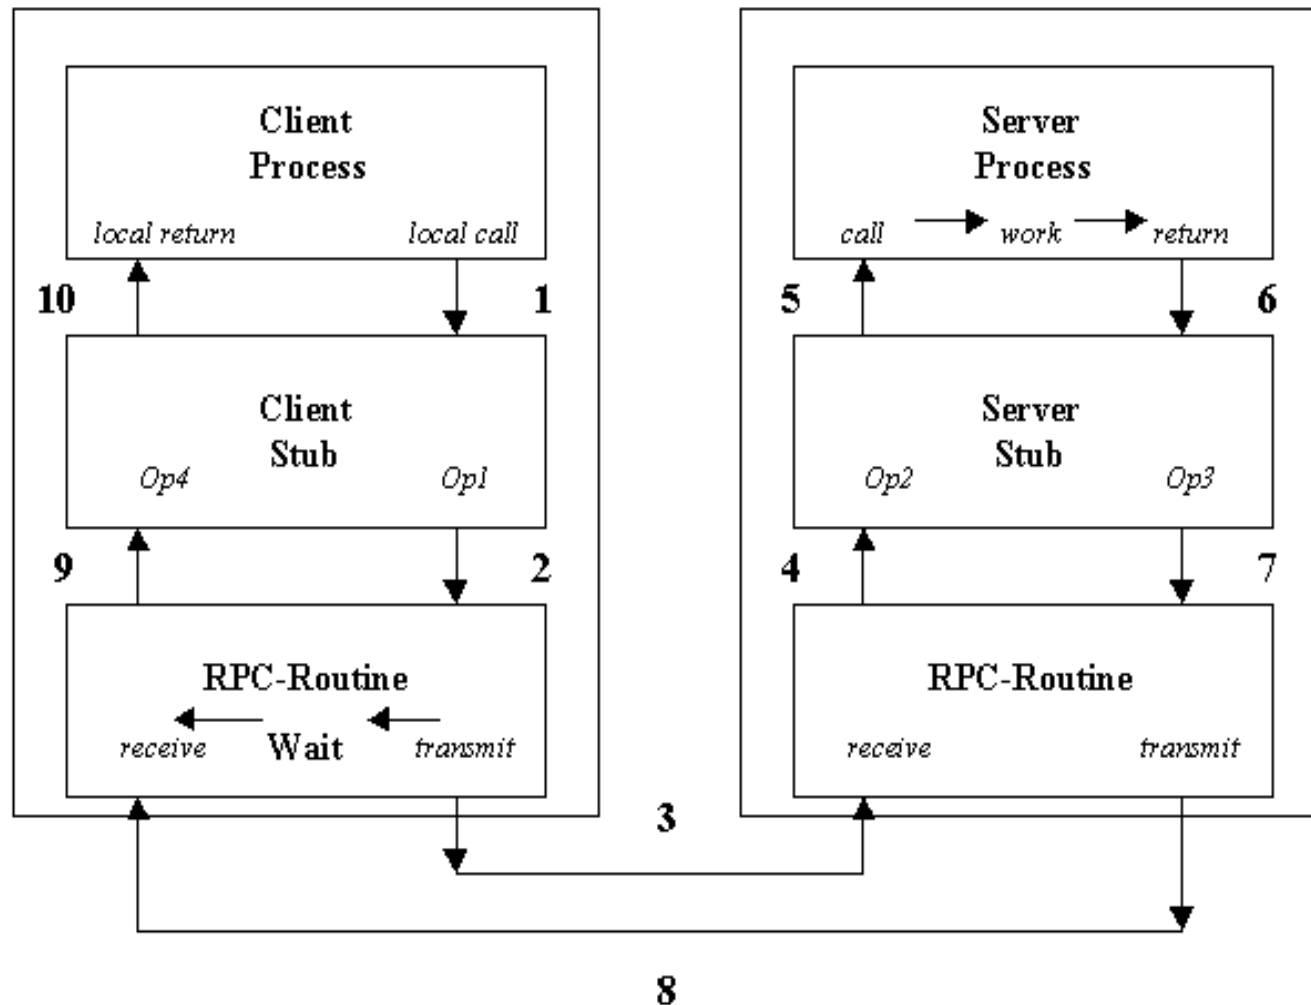 Client
Process
local return
local call
10
1
Client
Stub
Op4
Op1
9
2
RPC-Routine
receive
Wait
transmit
3
8
Server
Process
call
work
return
5
6
Server
Stub
Op2
Op3
4
7
RPC-Routine
receive
transmit